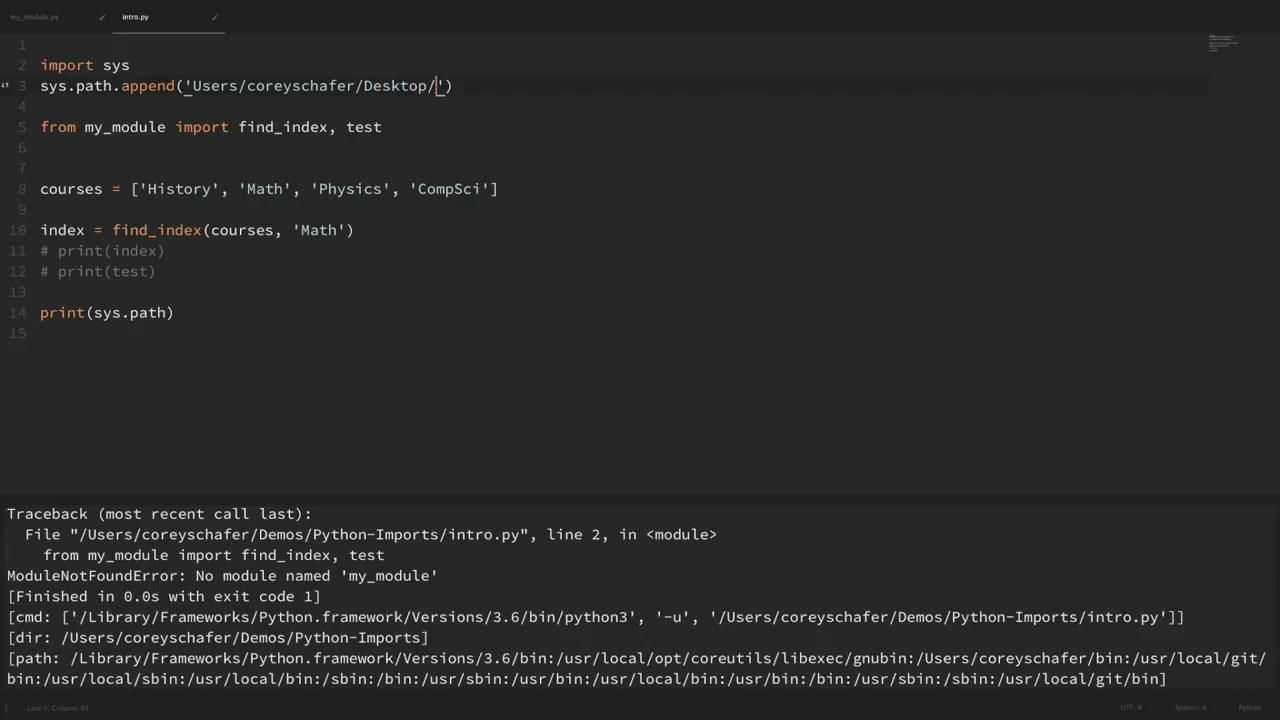 my_module.py
intro.py
1
2 import sys
3 sys.path.append('Users/coreyschafer/Desktop/')
4
5 from my_module import find_index, test
6
7
8 courses = ['History', 'Math', 'Physics', 'CompSci']
9
10 index = find_index(courses, 'Math')
11 # print(index)
12 # print(test)
13
14 print(sys.path)
15
Traceback (most recent call last):
File "/Users/coreyschafer/Demos/Python-Imports/intro.py", line 2, in <module>
from my_module import find_index, test
ModuleNotFoundError: No module named 'my_module'
[Finished in 0.0s with exit code 1]
[cmd: ['/Library/Frameworks/Python.framework/Versions/3.6/bin/python3', '-u', '/Users/coreyschafer/Demos/Python-Imports/intro.py']]
[dir: /Users/coreyschafer/Demos/Python-Imports]
[path: /Library/Frameworks/Python.framework/Versions/3.6/bin:/usr/local/opt/coreutils/libexec/gnubin:/Users/coreyschafer/bin:/usr/local/git/
bin:/usr/local/sbin:/usr/local/bin:/sbin:/bin:/usr/sbin:/usr/bin:/usr/local/bin:/usr/bin:/bin:/usr/sbin:/sbin:/usr/local/git/bin]
Line 3, Column 45
UTF-8
Spaces: 4
Python